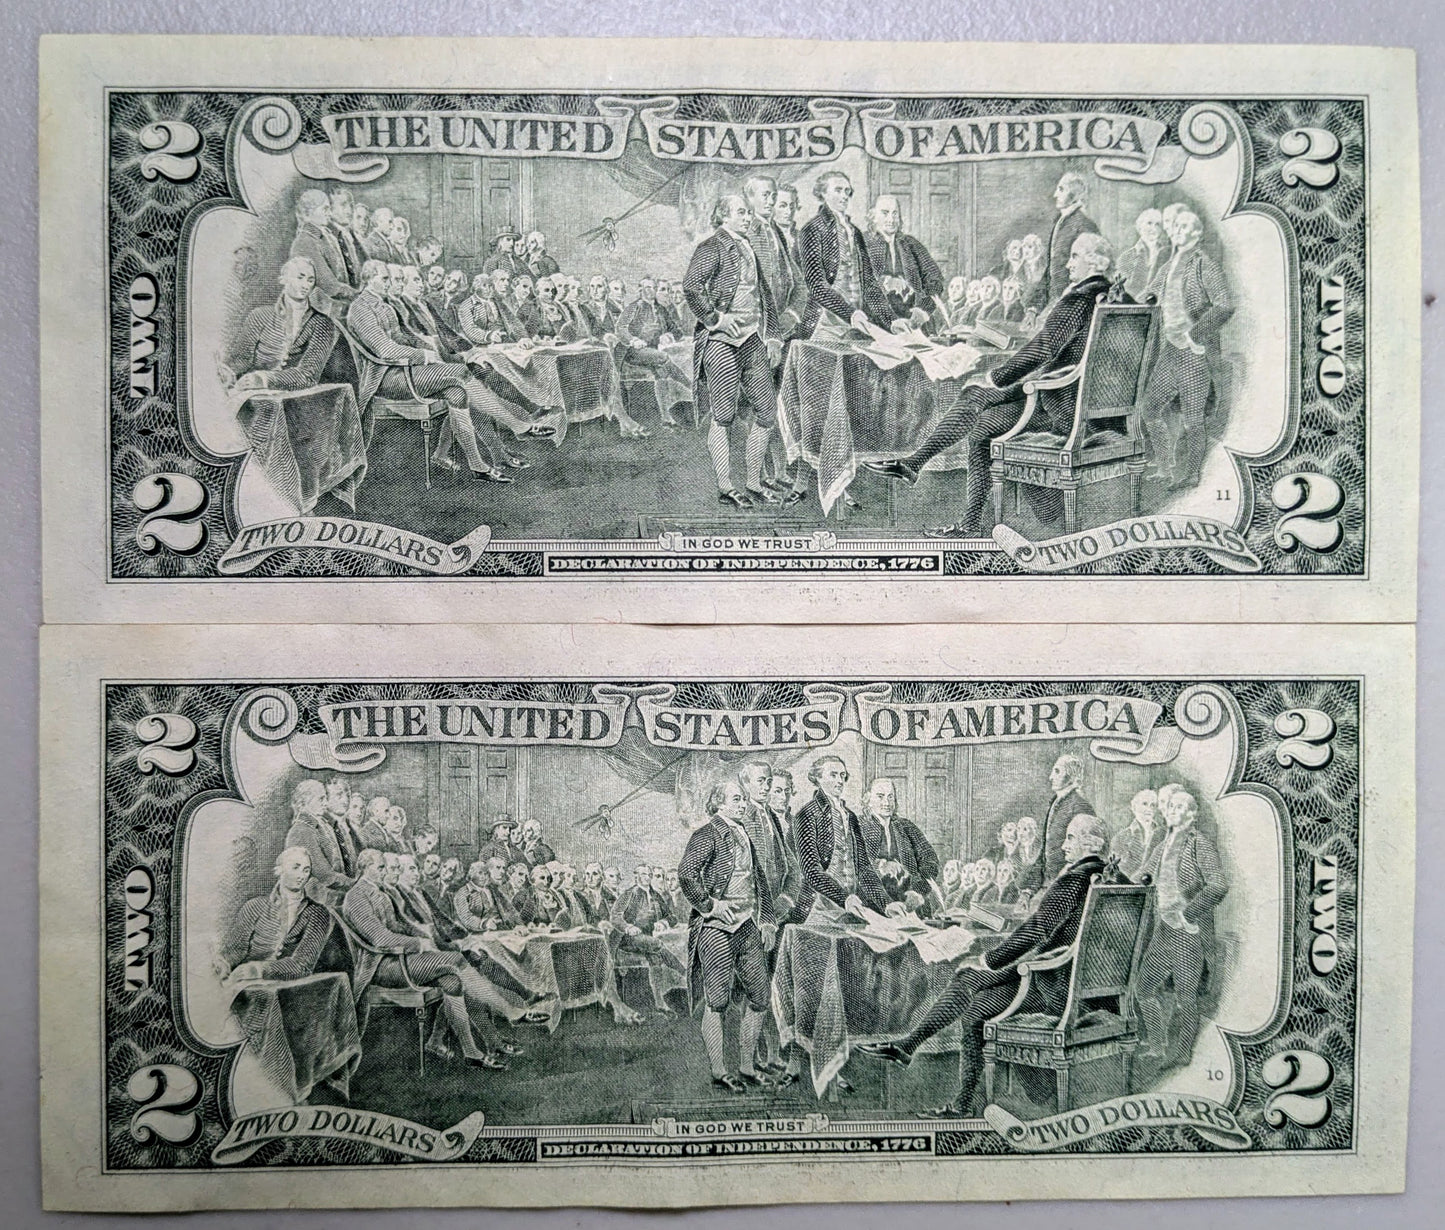 2 THE UNITED STATES OF AMERICA 2
TWO TWO
11
2 TWO DOLLARS IN GOD WE TRUST TWO DOLLARS 2
DECLARATION OF INDEPENDENCE, 1776
2 THE UNITED STATES OF AMERICA 2
TWO TWO
10
2 TWO DOLLARS IN GOD WE TRUST TWO DOLLARS 2
DECLARATION OF INDEPENDENCE, 1776